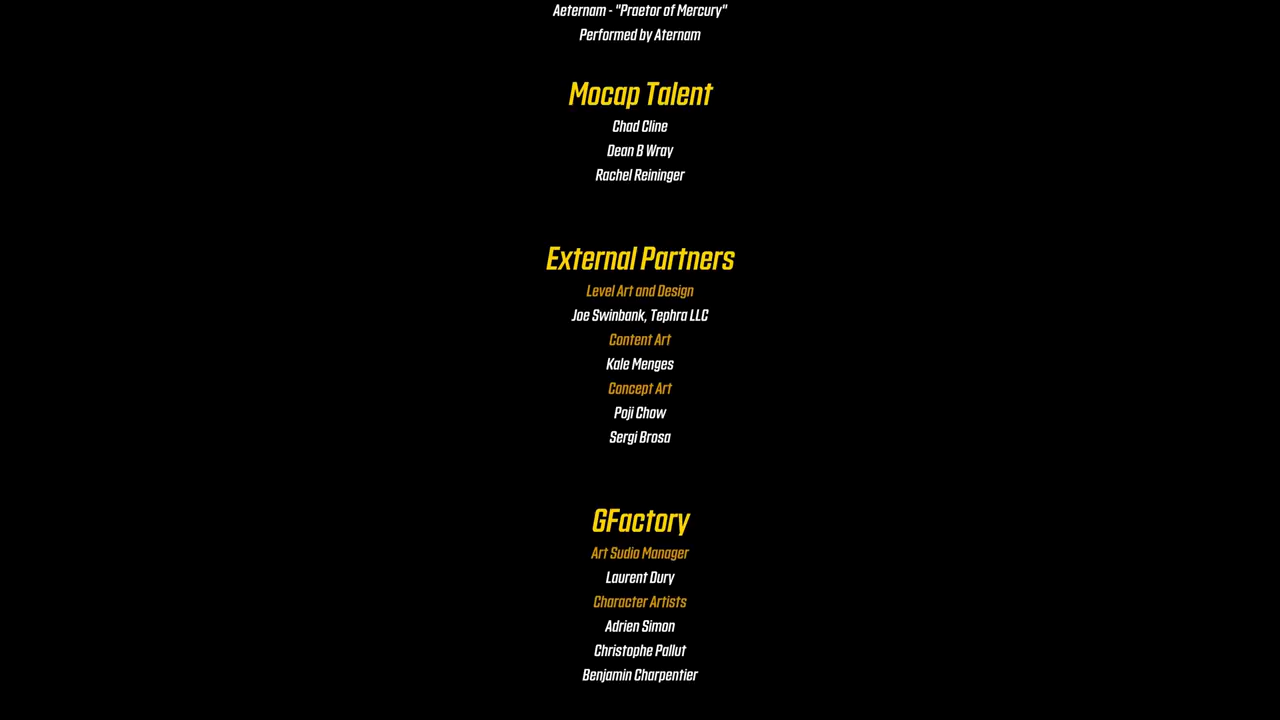 Aeternam - "Praetor of Mercury"
Performed by Aternam
Mocap Talent
Chad Cline
Dean B Wray
Rachel Reininger
External Partners
Level Art and Design
Joe Swinbank, Tephra LLC
Content Art
Kale Menges
Concept Art
Poji Chow
Sergi Brosa
GFactory
Art Sudio Manager
Laurent Dury
Character Artists
Adrien Simon
Christophe Pallut
Benjamin Charpentier